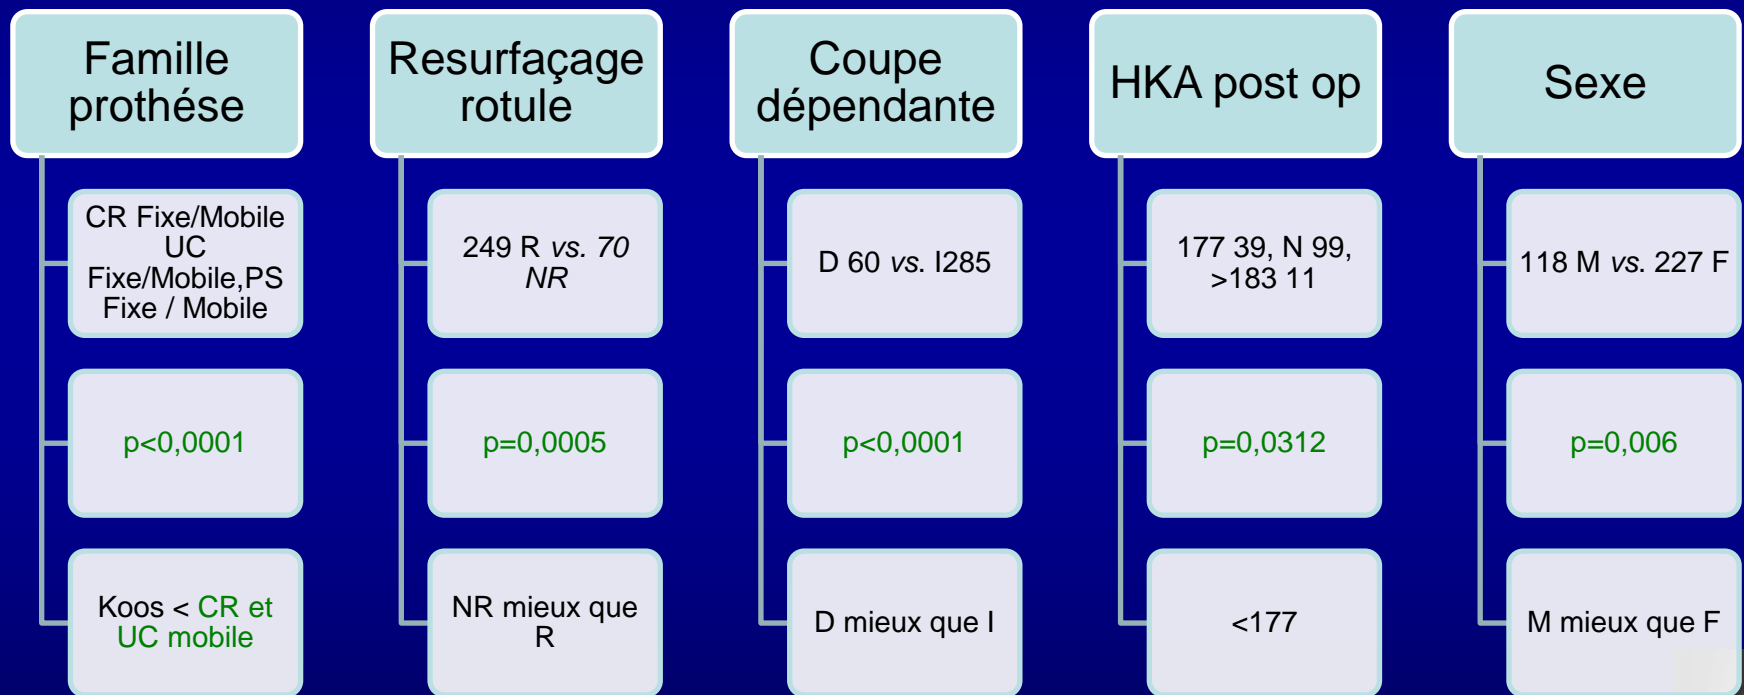 Famille
prothése
CR Fixe/Mobile
UC
Fixe/Mobile,PS
Fixe / Mobile
p<0,0001
Koos < CR et
UC mobile
Resurfaçage
rotule
249 R vs. 70
NR
p=0,0005
NR mieux que
R
Coupe
dépendante
D 60 vs. I285
p<0,0001
D mieux que I
HKA post op
177 39, N 99,
>183 11
p=0,0312
<177
Sexe
118 M vs. 227 F
p=0,006
M mieux que F